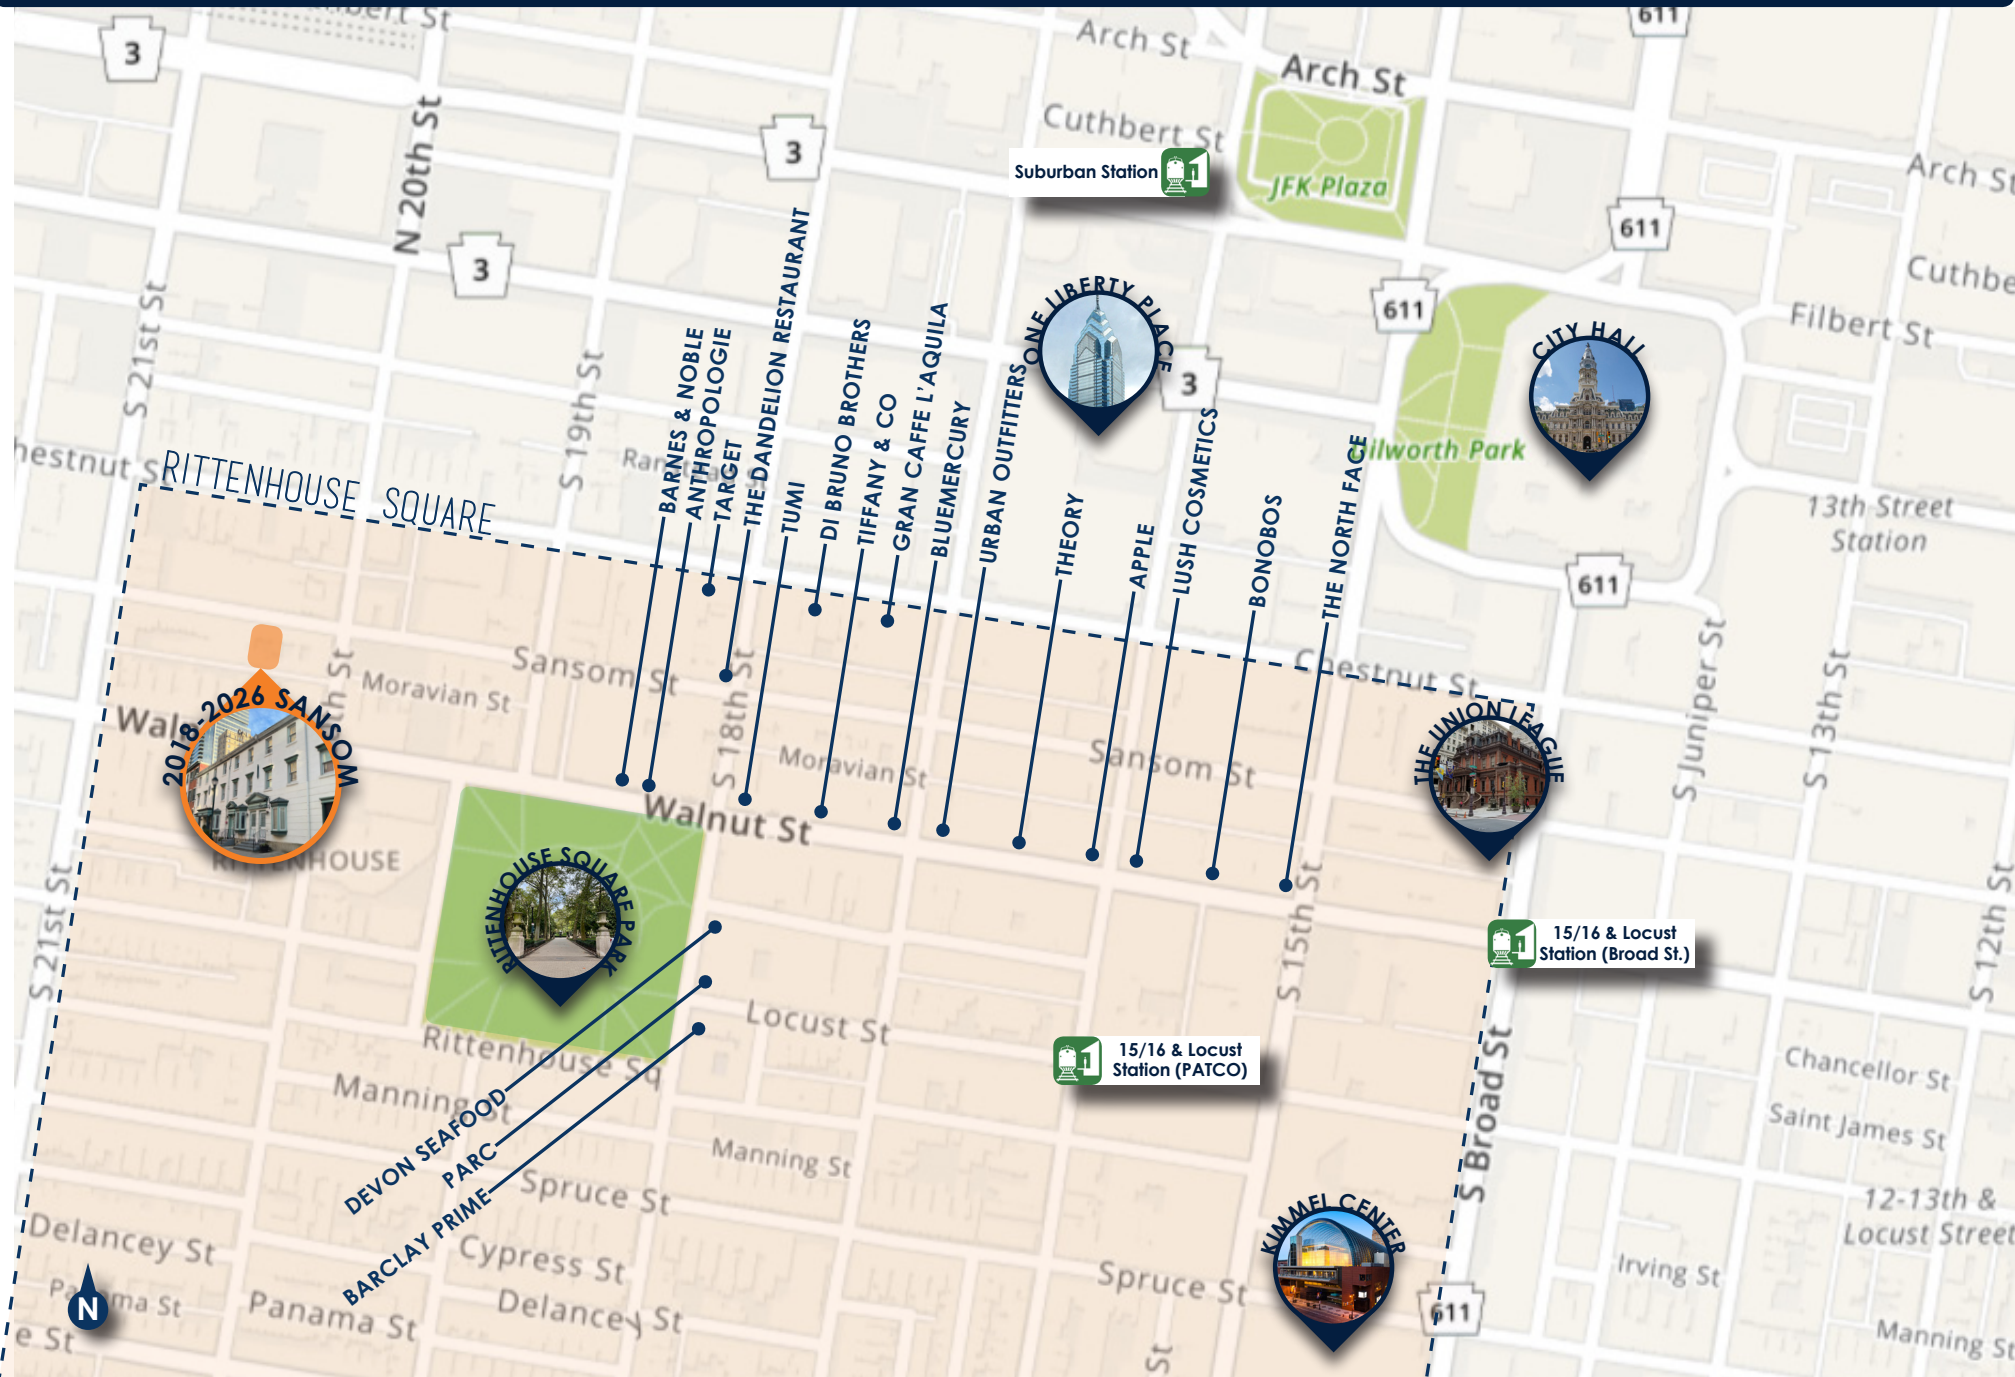 Arch St
611
3
Arch St
Cuthbert St
Arch St
N 20th St
3
Suburban Station
JFK Plaza
611
3
Cuthbe
S 21st St
611
Filbert St
ONE LIBERTY PLACE
CITY HALL
3
S 19th St
hestnut S
RITTENHOUSE SQUARE
BARNES & NOBLE
ANTHROPOLOGIE
TARGET
THE DANDELION RESTAURANT
TUMI
DI BRUNO BROTHERS
TIFFANY & CO
GRAN CAFFE L'AQUILA
BLUEMERCURY
URBAN OUTFITTERS
THEORY
APPLE
LUSH COSMETICS
BONOBOS
THE NORTH FACE
ilworth Park
13th Street
Station
611
Sansom St
Moravian St
S 18th St
Chestnut St
S Juniper St
S 13th St
2018-2026 SANSOM
Wal
Moravian St
Sansom St
THE UNION LEAGUE
Walnut St
RITTENHOUSE
RITTENHOUSE SQUARE PARK
S 21st St
S 15th St
S 12th St
15/16 & Locust
Station (Broad St.)
Locust St
Rittenhouse Sq
15/16 & Locust
Station (PATCO)
S Broad St
Chancellor St
Manning St
DEVON SEAFOOD
PARC
BARCLAY PRIME
Manning St
Saint James St
Spruce St
12-13th &
Locust Street
Delancey St
Cypress St
KIMMEL CENTER
Spruce St
Irving St
N
Panama St
Delancey St
611
Manning St
e St
St